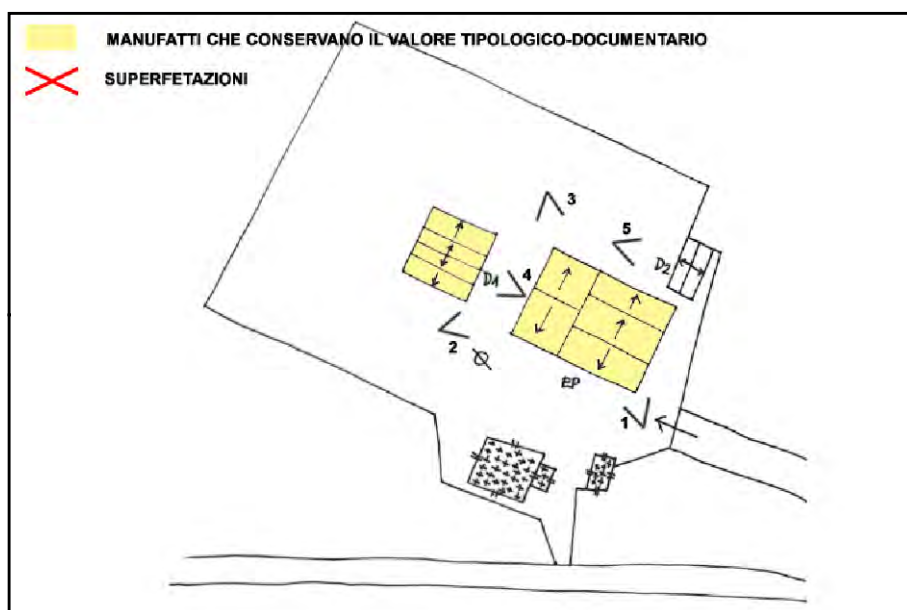 MANUFATTI CHE CONSERVANO IL VALORE TIPOLOGICO-DOCUMENTARIO
SUPERFETAZIONI
3
5
D2
D1
4
2
EP
1